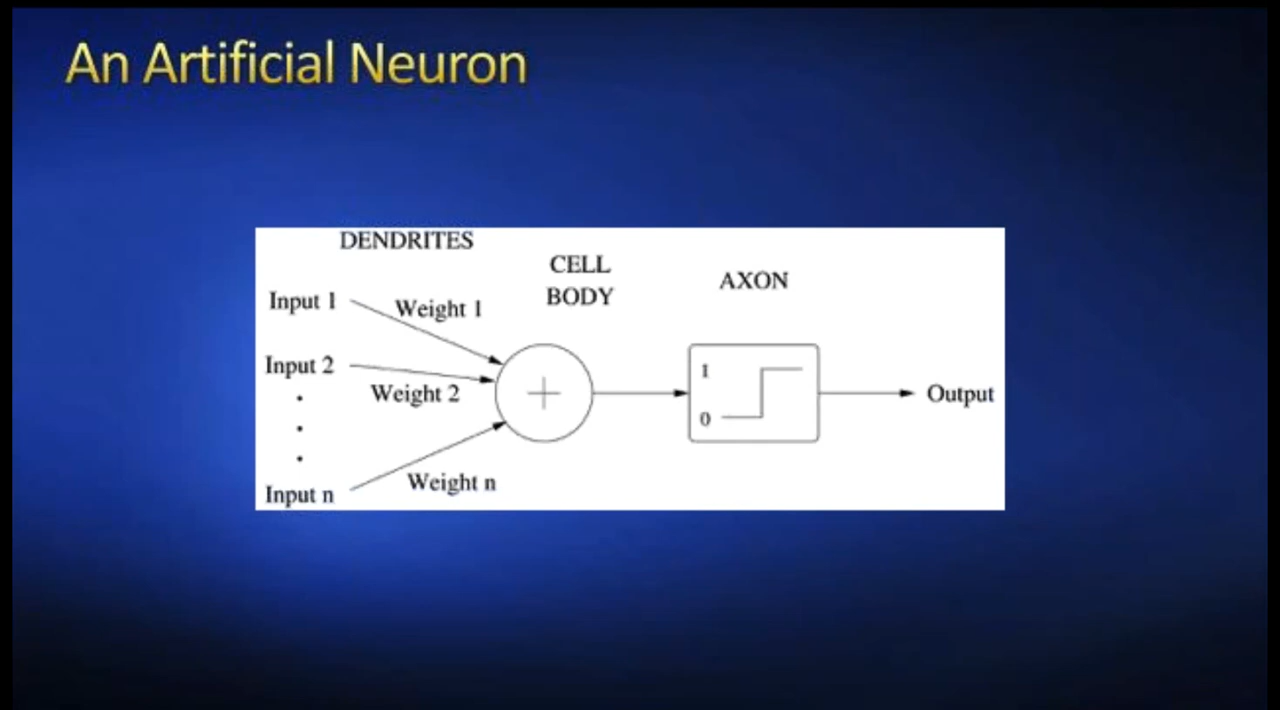 An Artificial Neuron
DENDRITES
CELL
BODY
AXON
Input 1
Weight 1
Input 2
Weight 2
Input n
Weight n
1
0
Output